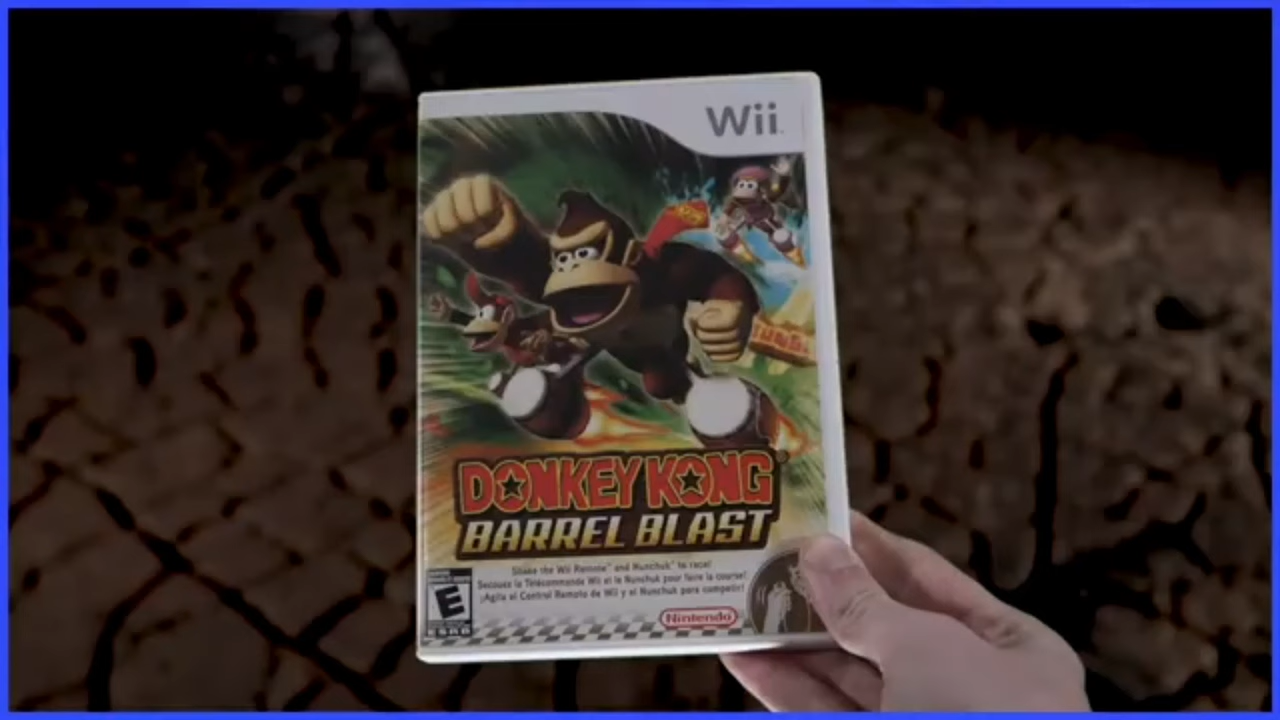 Wii
DK
DONKEY KONG
BARREL BLAST
Shake the Wii Remote™ and Nunchuk™ to race!
Secouez la Télécommande Wii et le Nunchuk pour faire la course!
¡Agita el Control Remoto de Wii y el Nunchuk para competir!
E
ESRB
Nintendo